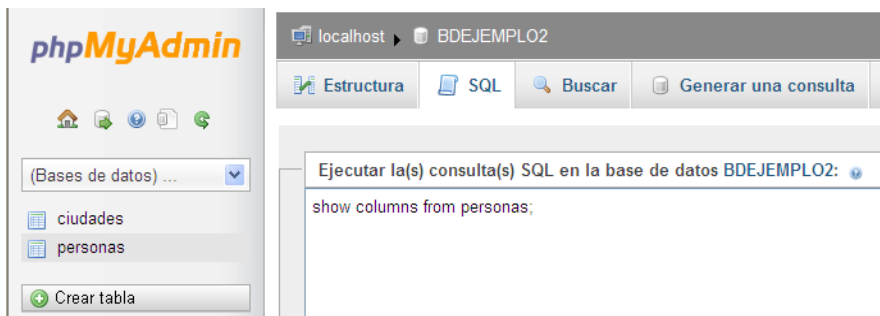 phpMyAdmin
localhost BDEJEMPLO2
Estructura SQL Buscar Generar una consulta
(Bases de datos) ...
ciudades
personas
Crear tabla
Ejecutar la(s) consulta(s) SQL en la base de datos BDEJEMPLO2:
show columns from personas;